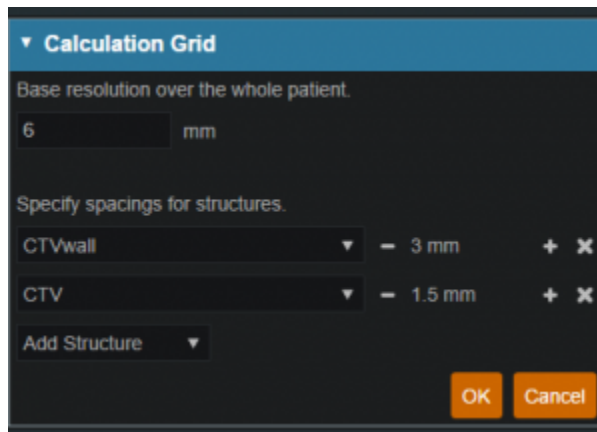 Calculation Grid
Base resolution over the whole patient.
6 mm
Specify spacings for structures.
CTVwall 3 mm
CTV 1.5 mm
Add Structure
OK Cancel